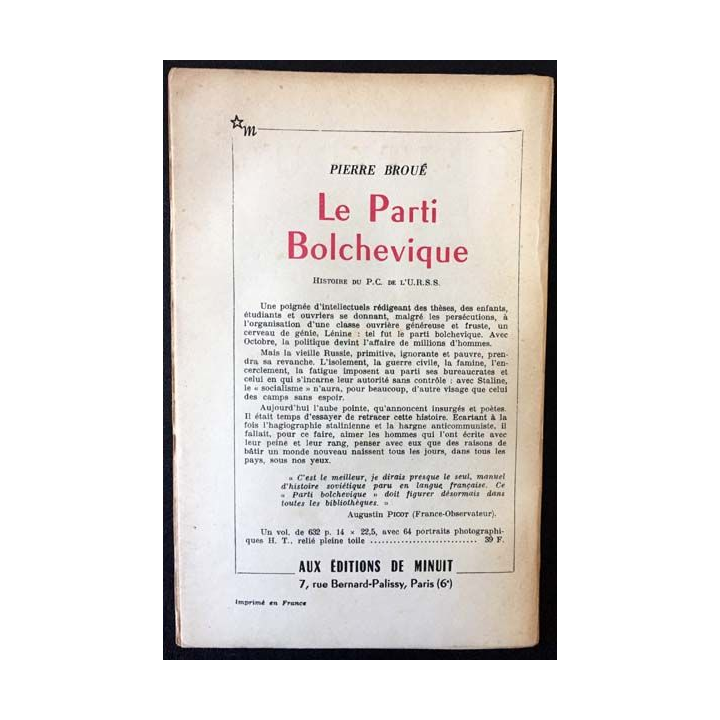 m
PIERRE BROUÉ
Le Parti
Bolchevique
HISTOIRE DU P.C. DE L'U.R.S.S.
Une poignée d'intellectuels rédigeant des thèses, des enfants,
étudiants et ouvriers se donnant, malgré les persécutions, à
l'organisation d'une classe ouvrière généreuse et fruste, un
cerveau de génie, Lénine : tel fut le parti bolchevique. Avec
Octobre, la politique devint l'affaire de millions d'hommes.
Mais la vieille Russie, primitive, ignorante et pauvre, pren-
dra sa revanche. L'isolement, la guerre civile, la famine, l'en-
cerclement, la fatigue imposent au parti ses bureaucrates et
celui en qui s'incarne leur autorité sans contrôle : avec Staline,
le « socialisme » n'aura, pour beaucoup, d'autre visage que celui
des camps sans espoir.
Aujourd'hui l'aube pointe, qu'annoncent insurgés et poètes.
Il était temps d'essayer de retracer cette histoire. Ecartant à la
fois l'hagiographie stalinienne et la hargne anticommuniste, il
fallait, pour ce faire, aimer les hommes qui l'ont écrite avec
leur peine et leur rang, penser avec eux que des raisons de
bâtir un monde nouveau naissent tous les jours, dans tous les
pays, sous nos yeux.
« C'est le meilleur, je dirais presque le seul, manuel
d'histoire soviétique paru en langue française. Ce
« Parti bolchevique » doit figurer désormais dans
toutes les bibliothèques. »
Augustin PICOT (France-Observateur).
Un vol. de 632 p. 14 × 22,5, avec 64 portraits photographi-
ques H. T., relié pleine toile ........................... 39 F.
AUX ÉDITIONS DE MINUIT
7, rue Bernard-Palissy, Paris (6e)
Imprimé en France